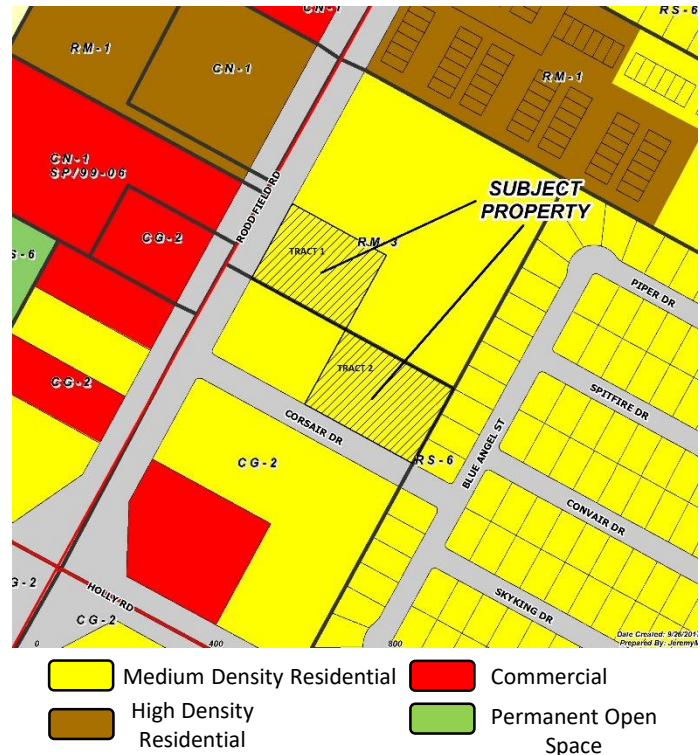 CN-1
RS-6
RM-1
CN-1
RM-1
CN-1
SP/99-06
SUBJECT
PROPERTY
RODD FIELD RD
CG-2
TRACT 1
RM-3
S-6
PIPER DR
TRACT 2
SPITFIRE DR
CG-2
CORSAIR DR
BLUE ANGEL ST
CG-2
RS-6
CONVAIR DR
G-2
HOLLY RD
SKYKING DR
CG-2
0
400
800
Date Created: 9/26/201
Prepared By: JeremyM
Medium Density Residential
Commercial
High Density
Residential
Permanent Open
Space